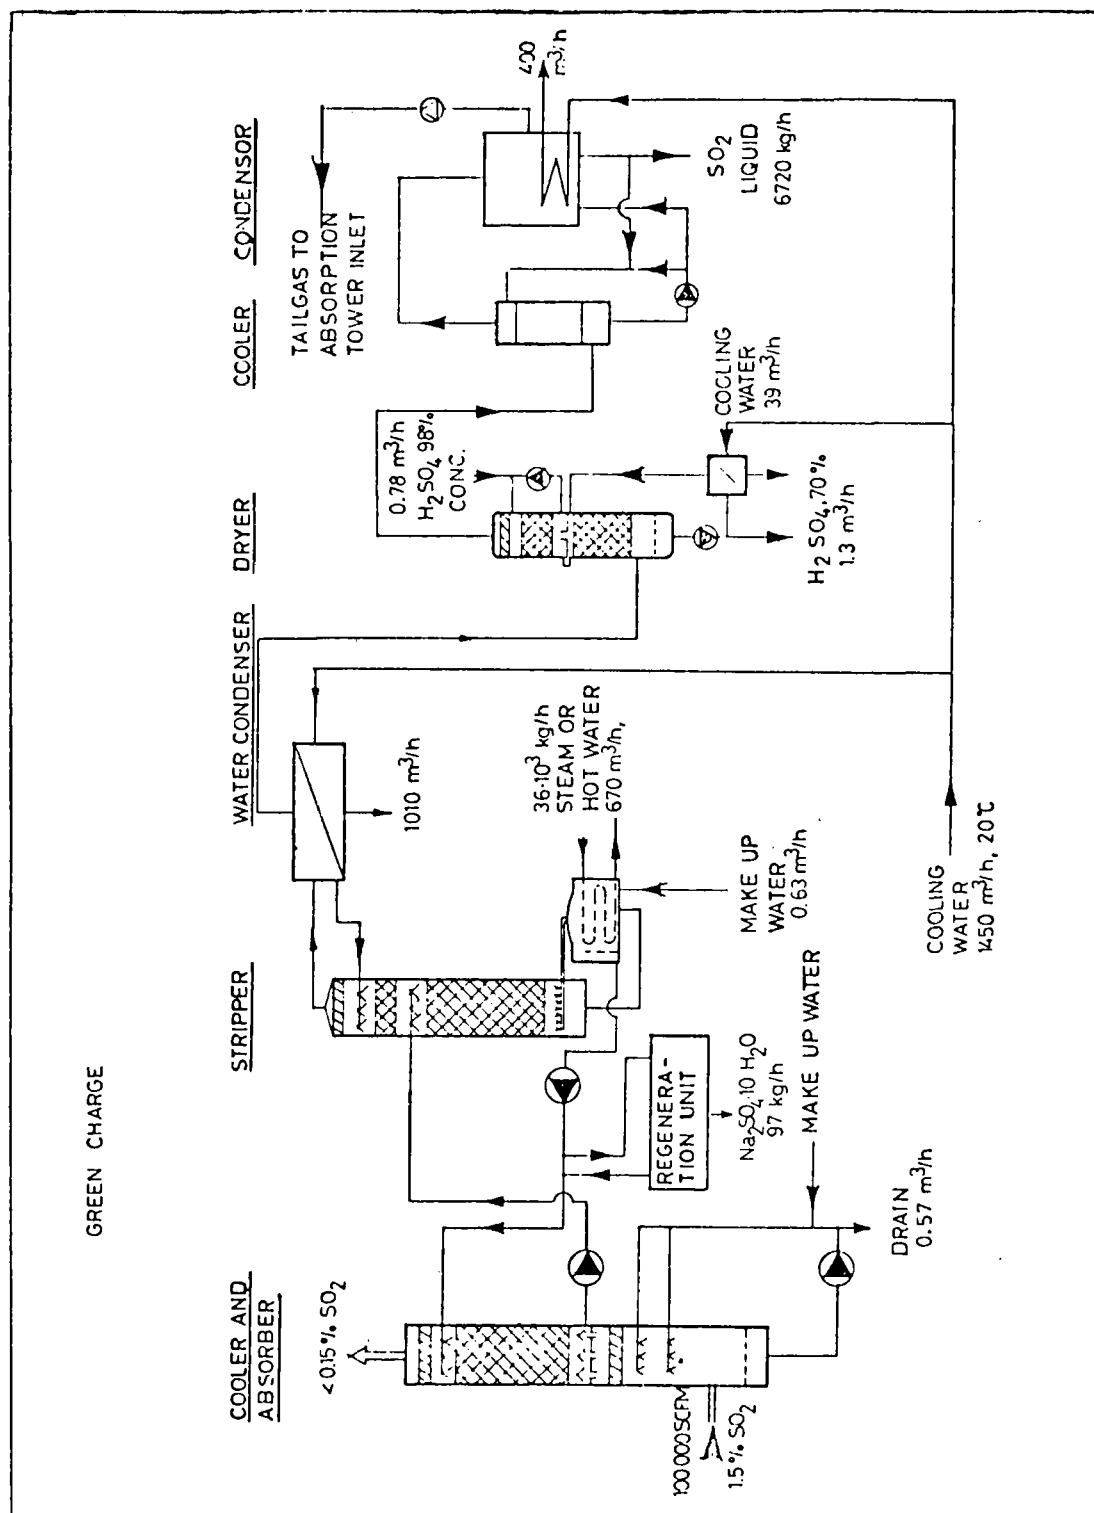 GREEN CHARGE
COOLER AND
ABSORBER
STRIPPER
WATER CONDENSER
DRYER
COOLER
CONDENSOR
<0.15% SO2
100 000 SCFM
1.5% SO2
DRAIN
0.57 m3/h
MAKE UP WATER
REGENERA-
TION UNIT
Na2SO4·10 H2O
97 kg/h
36·10³ kg/h
STEAM OR
HOT WATER
670 m3/h,
MAKE UP
WATER
0.63 m3/h
1010 m3/h
COOLING
WATER
1450 m3/h, 20℃
0.78 m3/h
H2SO4 98%
CONC.
H2SO4,70%
1.3 m3/h
COOLING
WATER
39 m3/h
TAILGAS TO
ABSORPTION
TOWER INLET
400
m3/h
SO2
LIQUID
6720 kg/h